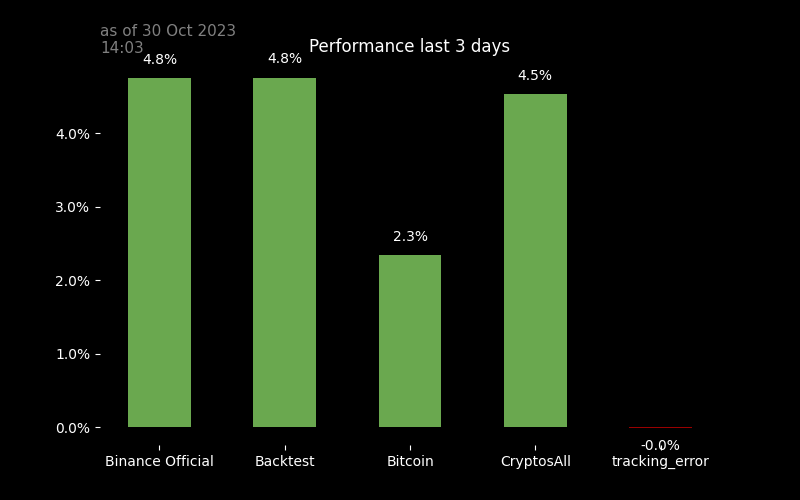 as of 30 Oct 2023
14:03
Performance last 3 days
4.8%
4.8%
2.3%
4.5%
-0.0%
4.0%
3.0%
2.0%
1.0%
0.0%
Binance Official
Backtest
Bitcoin
CryptosAll
tracking_error